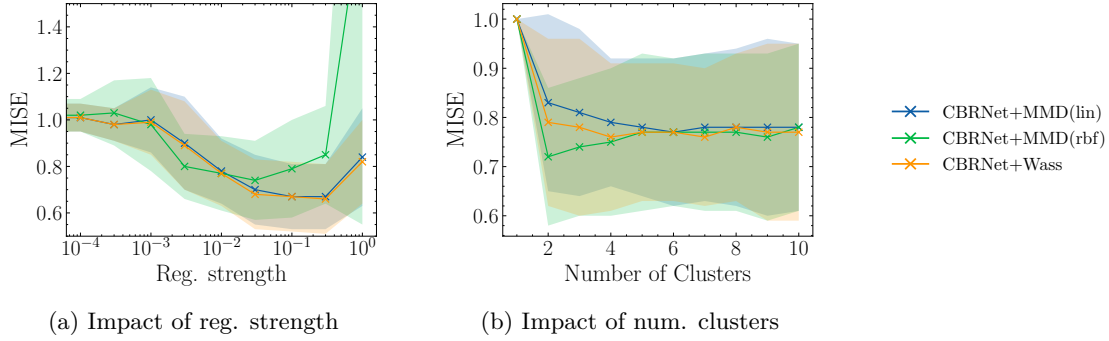 1.4
1.2
1.0
0.8
0.6
MISE
10⁻⁴
10⁻³
10⁻²
10⁻¹
10⁰
Reg. strength
(a) Impact of reg. strength
1.0
0.9
0.8
0.7
0.6
MISE
2
4
6
8
10
Number of Clusters
(b) Impact of num. clusters
CBRNet+MMD(lin)
CBRNet+MMD(rbf)
CBRNet+Wass